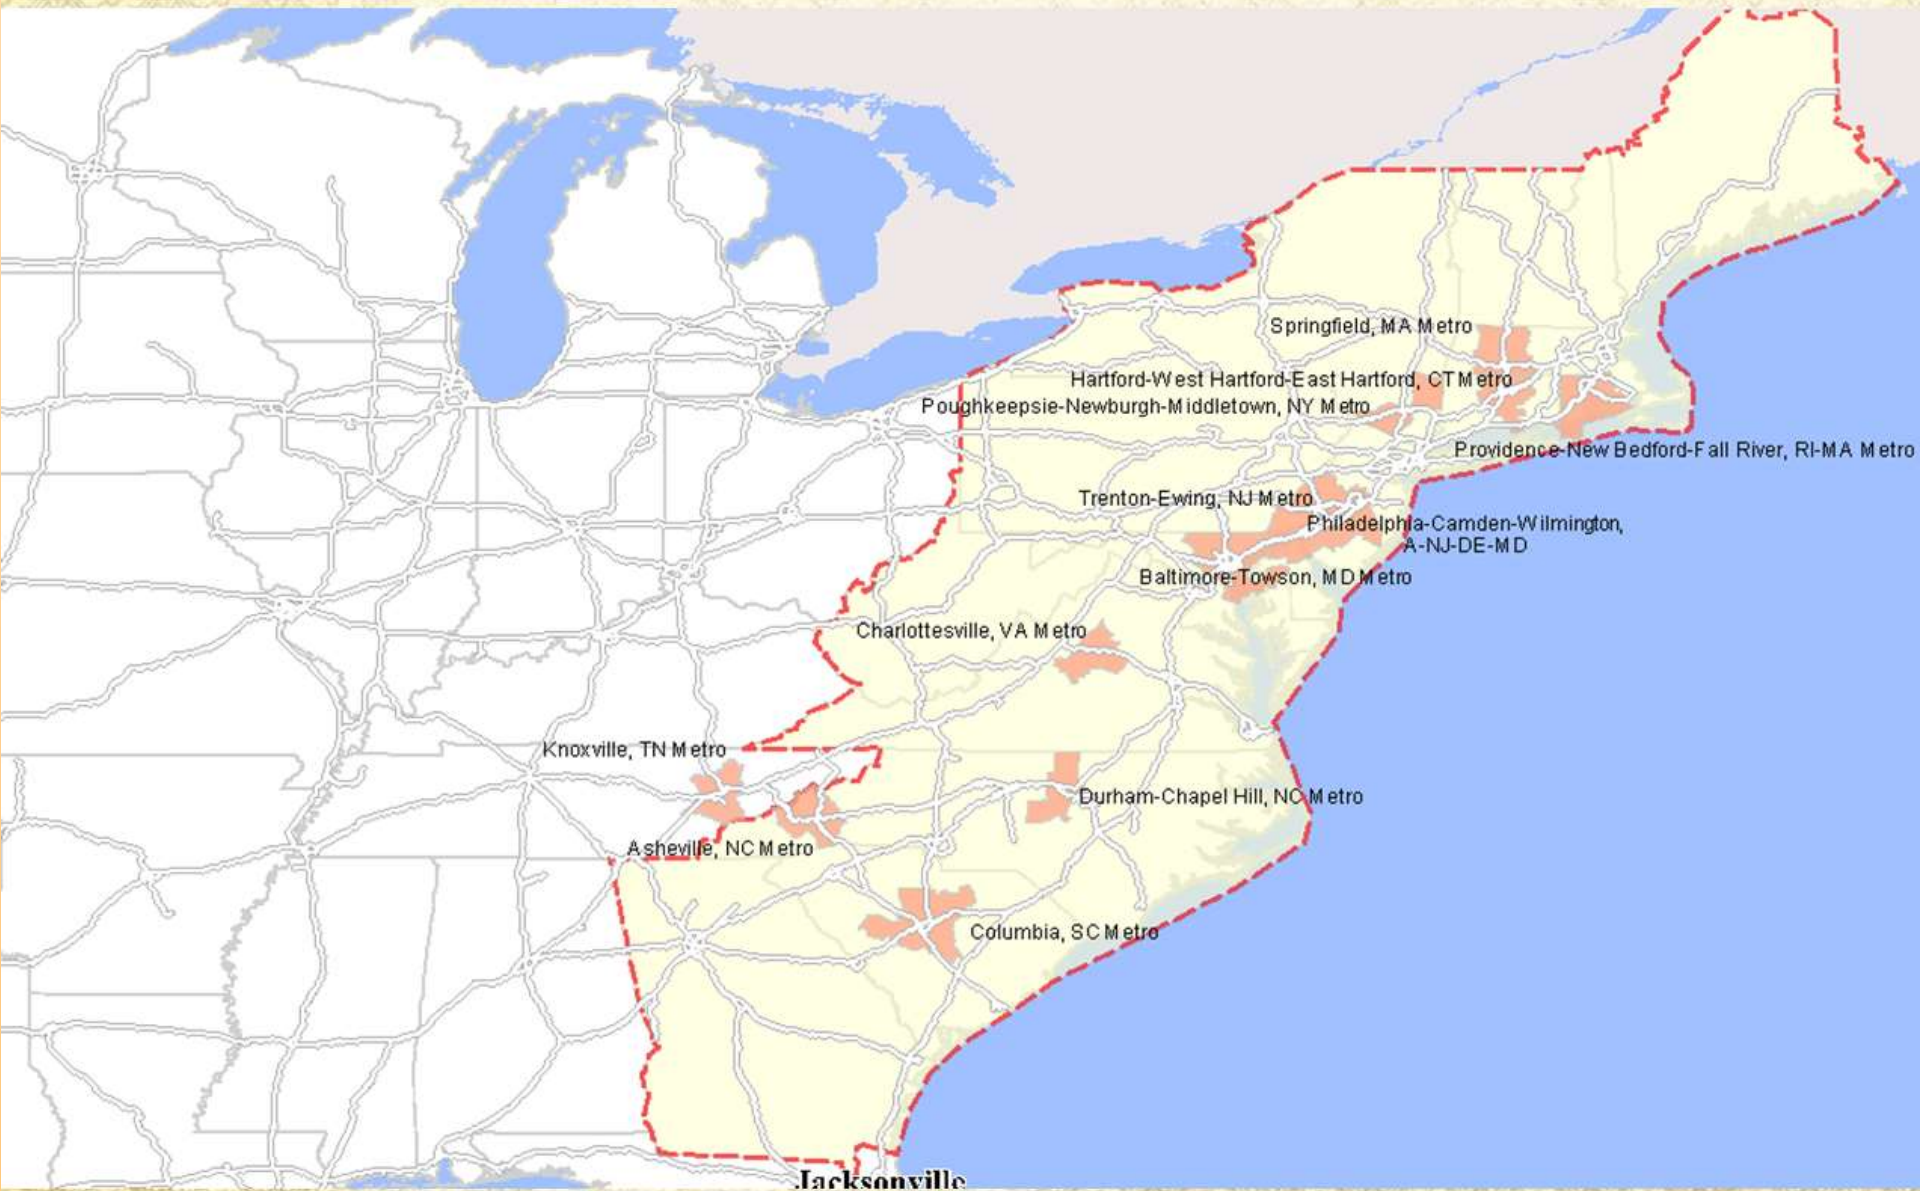 Springfield, MA Metro
Hartford-West Hartford-East Hartford, CT Metro
Poughkeepsie-Newburgh-Middletown, NY Metro
Providence-New Bedford-Fall River, RI-MA Metro
Trenton-Ewing, NJ Metro
Philadelphia-Camden-Wilmington,
A-NJ-DE-MD
Baltimore-Towson, MD Metro
Charlottesville, VA Metro
Knoxville, TN Metro
Durham-Chapel Hill, NC Metro
Asheville, NC Metro
Columbia, SC Metro
Jacksonville